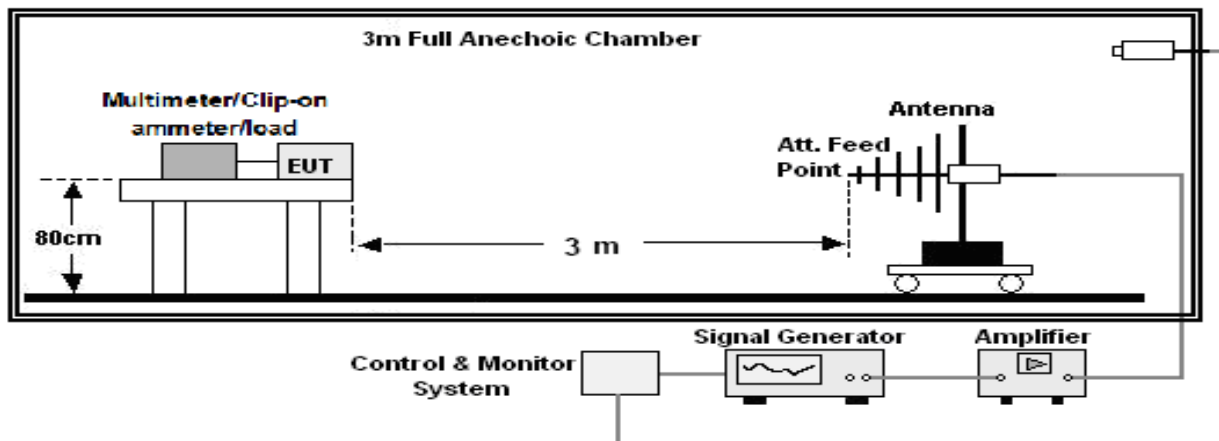 3m Full Anechoic Chamber
Multimeter/Clip-on
ammeter/load
EUT
80cm
3 m
Antenna
Att. Feed
Point
Signal Generator
Amplifier
Control & Monitor
System